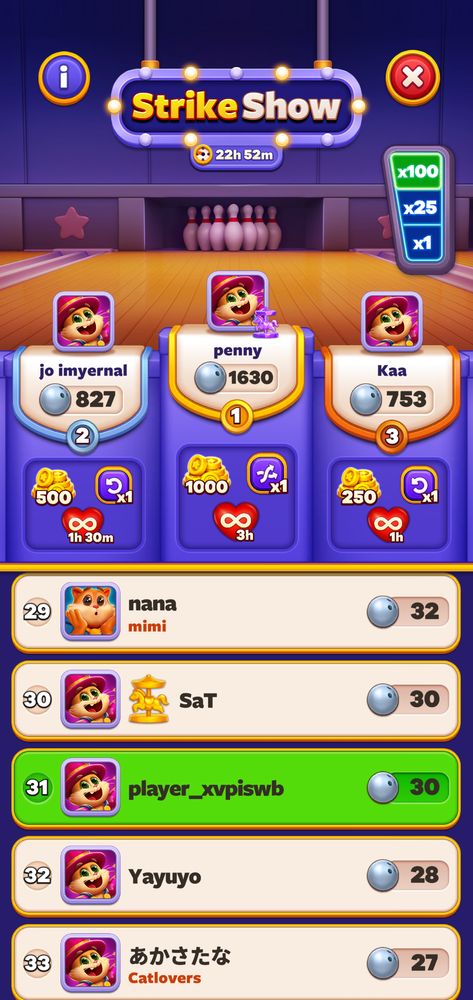 i
Strike Show
22h 52m
x100
x25
x1
jo imyernal
827
2
penny
1630
1
Kaa
753
3
500
x1
1h 30m
1000
x1
3h
250
x1
1h
29
nana
mimi
32
30
SaT
30
31
player_xvpiswb
30
32
Yayuyo
28
33
あかさたな
Catlovers
27